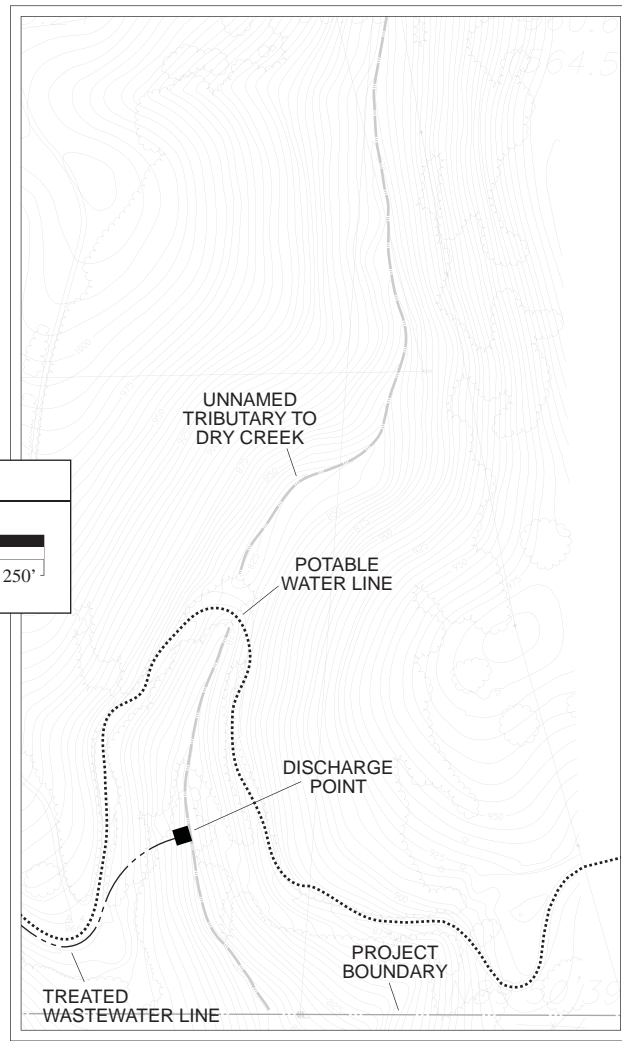 UNNAMED
TRIBUTARY TO
DRY CREEK
250’
POTABLE
WATER LINE
DISCHARGE
POINT
PROJECT
BOUNDARY
TREATED
WASTEWATER LINE